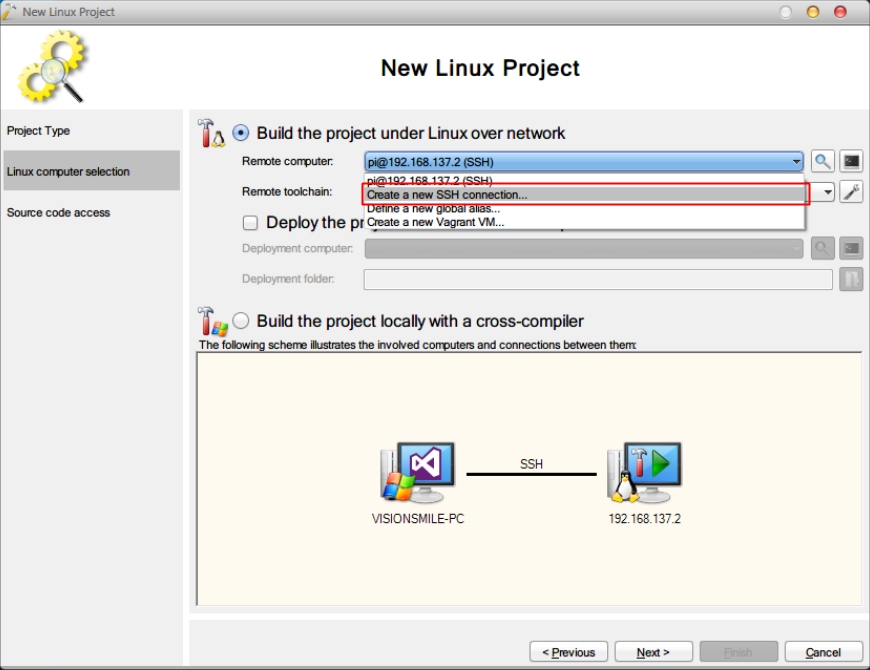 New Linux Project
New Linux Project
Project Type
Linux computer selection
Source code access
Build the project under Linux over network
Remote computer:
pi@192.168.137.2 (SSH)
pi@192.168.137.2 (SSH)
Create a new SSH connection...
Define a new global alias...
Create a new Vagrant VM...
Remote toolchain:
Deploy the pr
Deployment computer:
Deployment folder:
Build the project locally with a cross-compiler
The following scheme illustrates the involved computers and connections between them:
SSH
VISIONSMILE-PC
192.168.137.2
< Previous
Next >
Finish
Cancel